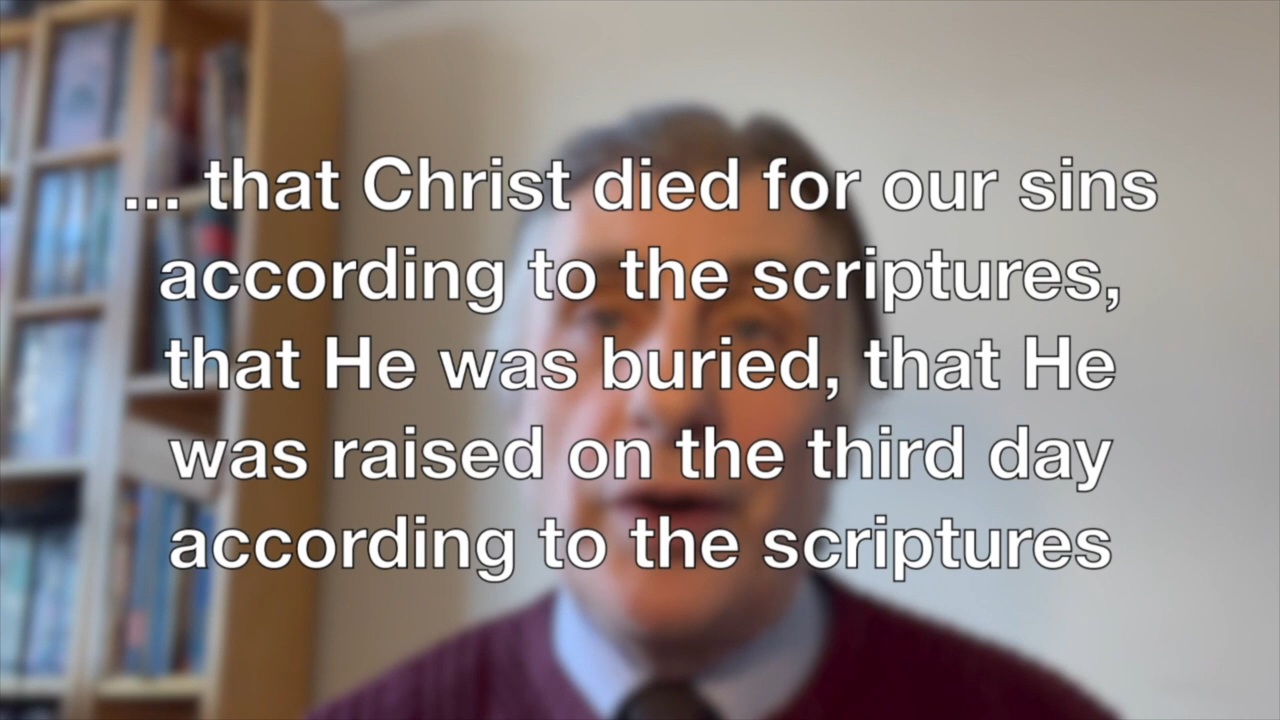 ... that Christ died for our sins
according to the scriptures,
that He was buried, that He
was raised on the third day
according to the scriptures